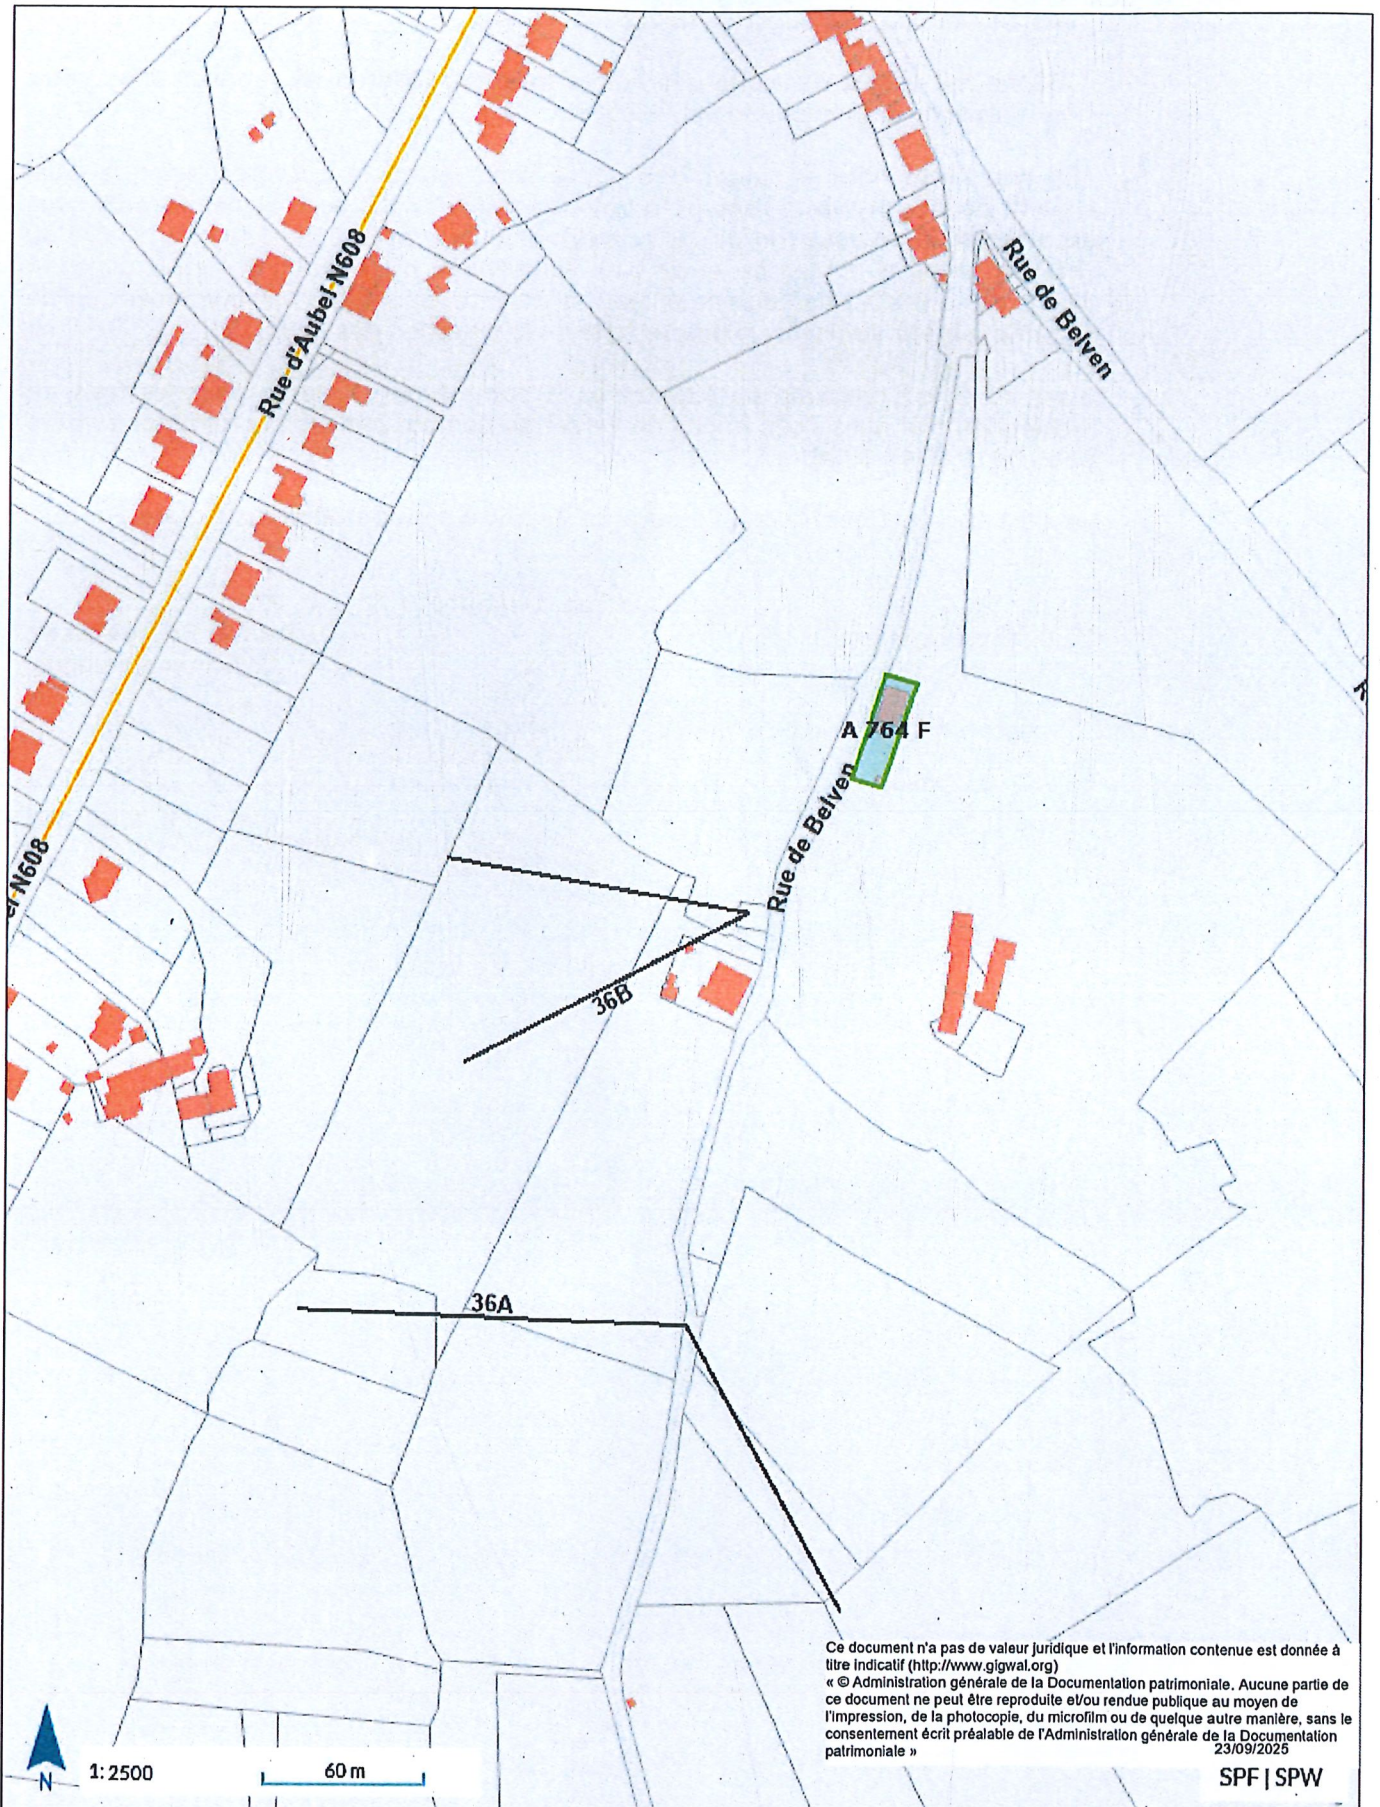 Rue d'Aubel N608
Rue de Belven
R
A 764 F
Rue de Belven
el N608
36B
36A
Ce document n'a pas de valeur juridique et l'information contenue est donnée à
titre indicatif (http://www.gigwal.org)
« © Administration générale de la Documentation patrimoniale. Aucune partie de
ce document ne peut être reproduite et/ou rendue publique au moyen de
l'impression, de la photocopie, du microfilm ou de quelque autre manière, sans le
consentement écrit préalable de l'Administration générale de la Documentation
patrimoniale »
23/09/2025
N
1: 2500
60 m
SPF | SPW